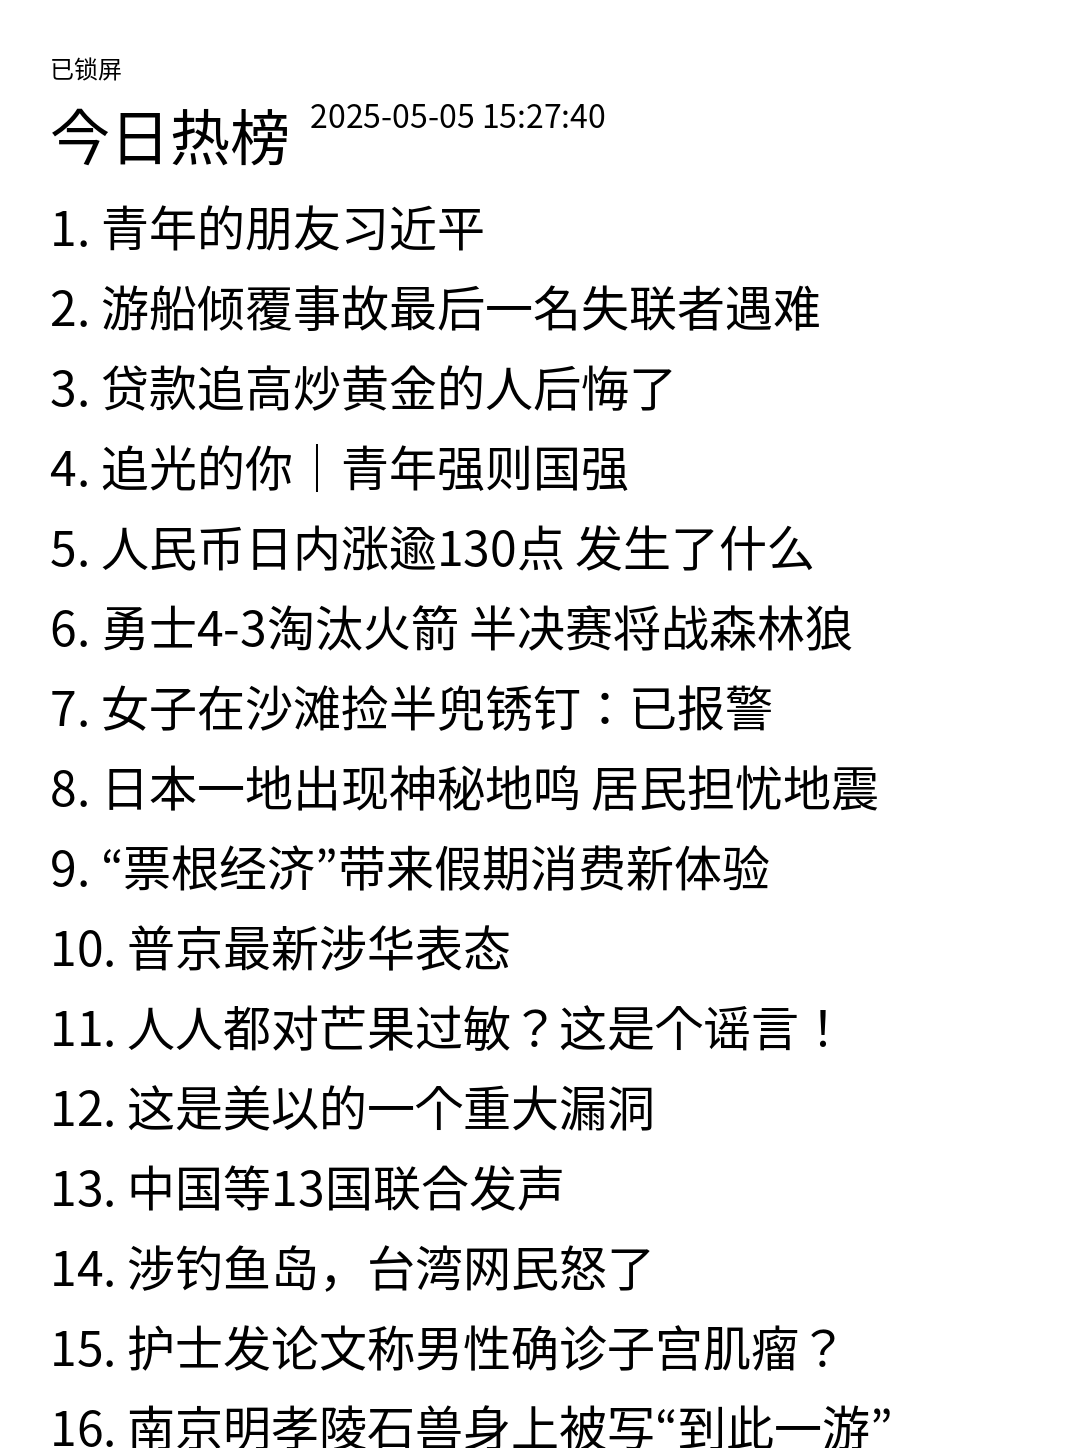 已锁屏
今日热榜 2025-05-05 15:27:40
1. 青年的朋友习近平
2. 游船倾覆事故最后一名失联者遇难
3. 贷款追高炒黄金的人后悔了
4. 追光的你｜青年强则国强
5. 人民币日内涨逾130点 发生了什么
6. 勇士4-3淘汰火箭 半决赛将战森林狼
7. 女子在沙滩捡半兜锈钉：已报警
8. 日本一地出现神秘地鸣 居民担忧地震
9. “票根经济”带来假期消费新体验
10. 普京最新涉华表态
11. 人人都对芒果过敏？这是个谣言！
12. 这是美以的一个重大漏洞
13. 中国等13国联合发声
14. 涉钓鱼岛，台湾网民怒了
15. 护士发论文称男性确诊子宫肌瘤？
16. 南京明孝陵石兽身上被写“到此一游”